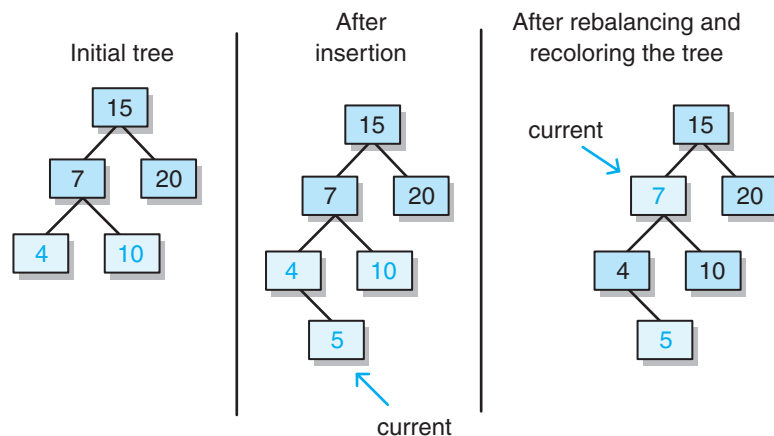 Initial tree
15
7 20
4 10
After
insertion
15
7 20
4 10
5
current
After rebalancing and
recoloring the tree
current
15
7 20
4 10
5